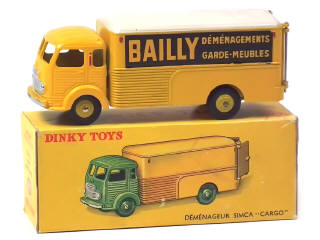 BAILLY DÉMÉNAGEMENTS
GARDE-MEUBLES
DINKY TOYS
DÉMÉNAGEUR SIMCA "CARGO"